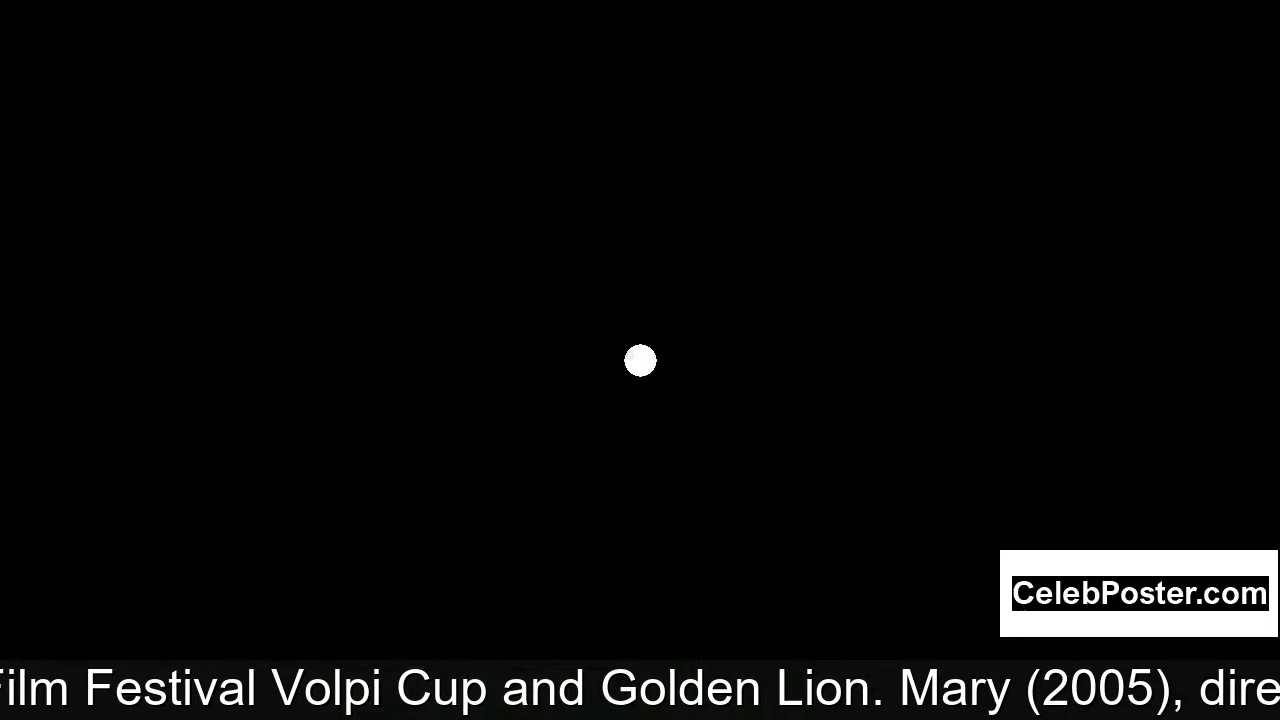 CelebPoster.com
Film Festival Volpi Cup and Golden Lion. Mary (2005), dire